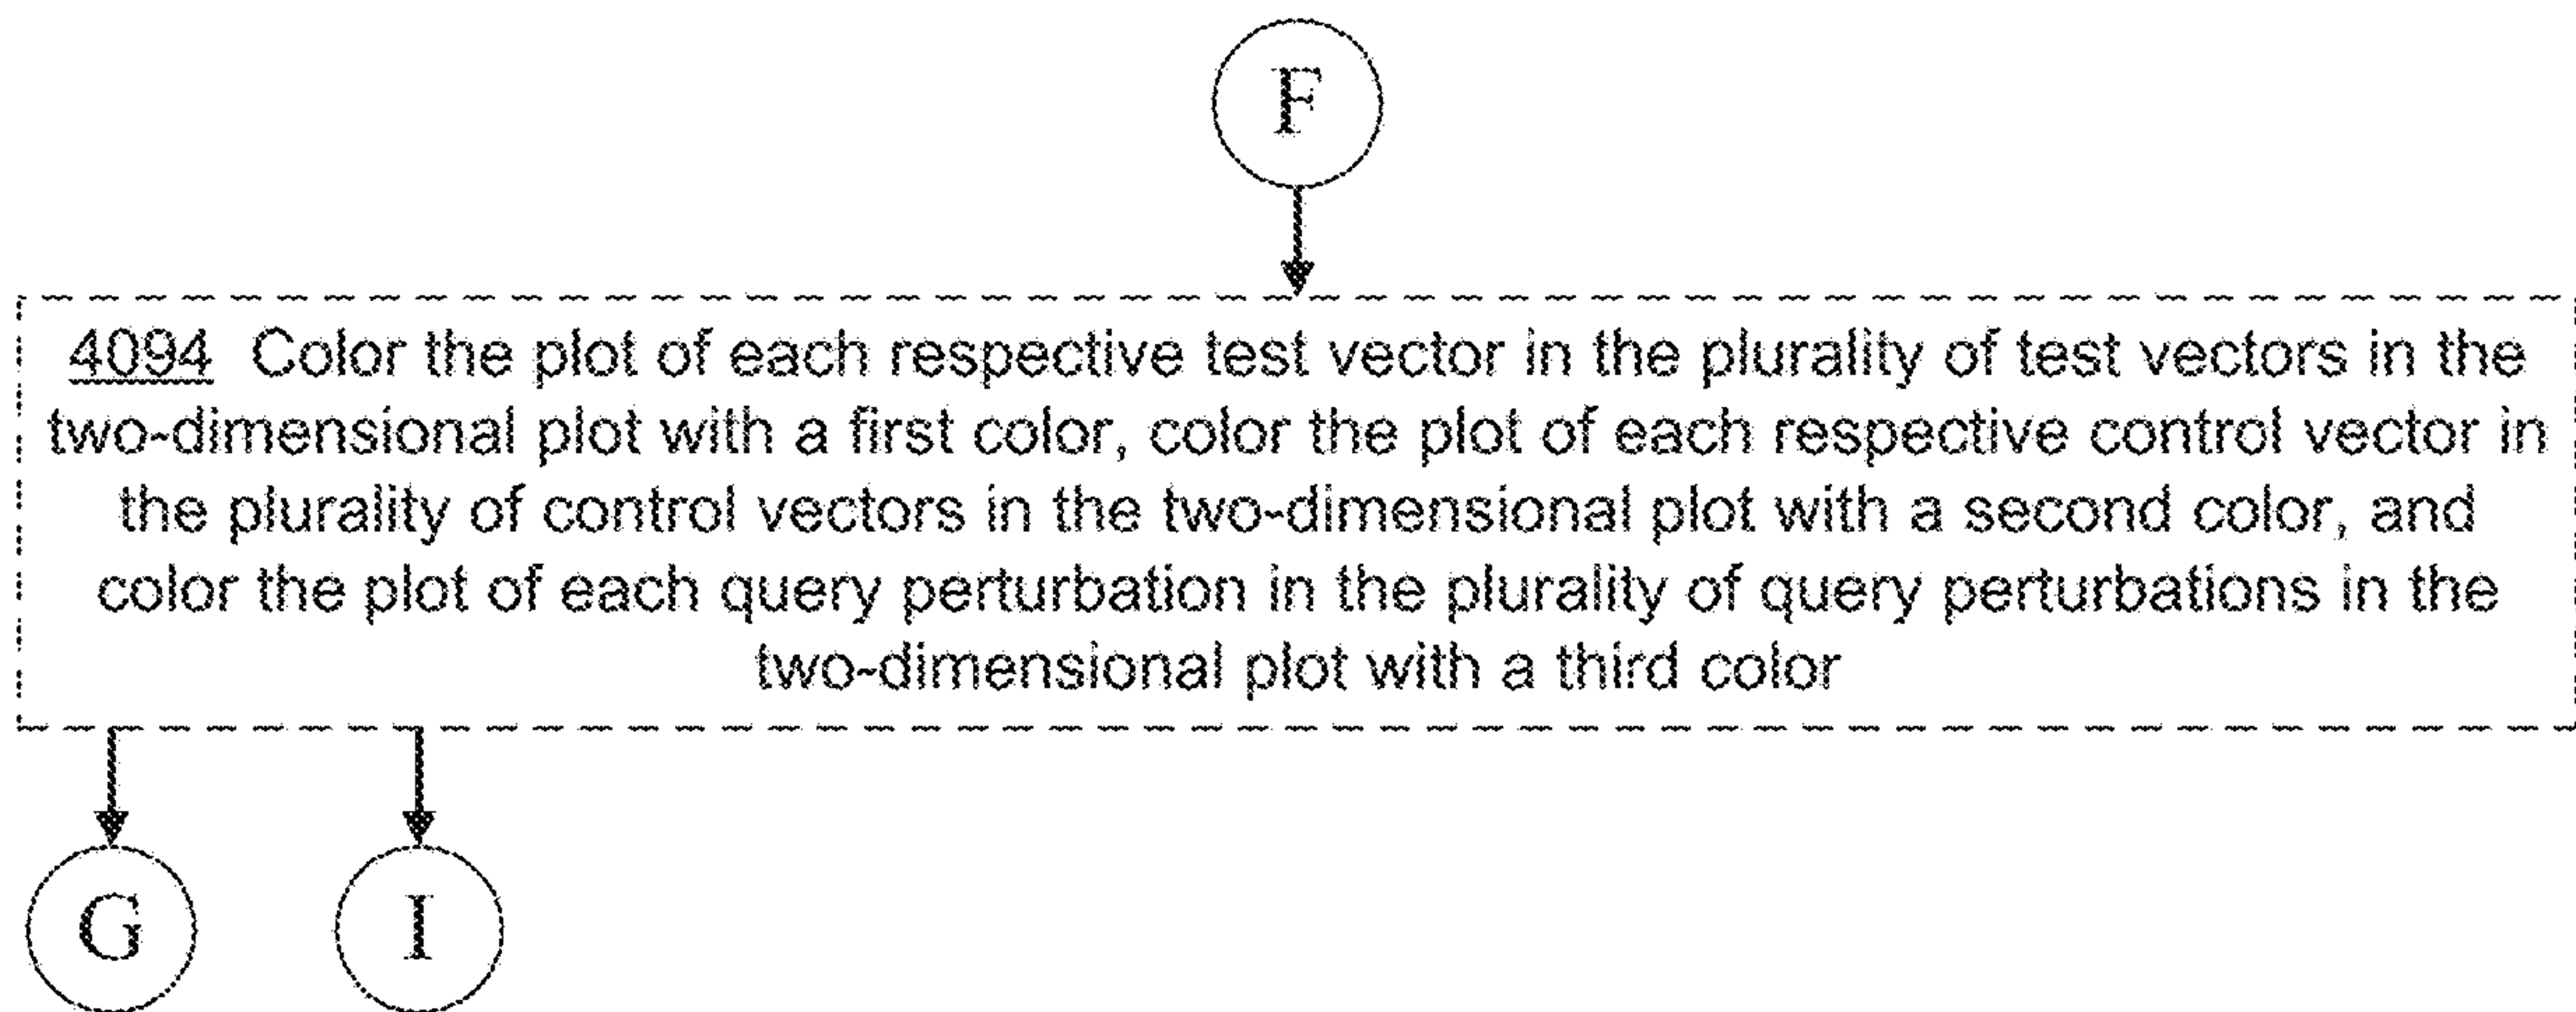 F
4094 Color the plot of each respective test vector in the plurality of test vectors in the
two-dimensional plot with a first color, color the plot of each respective control vector in
the plurality of control vectors in the two-dimensional plot with a second color, and
color the plot of each query perturbation in the plurality of query perturbations in the
two-dimensional plot with a third color
G I